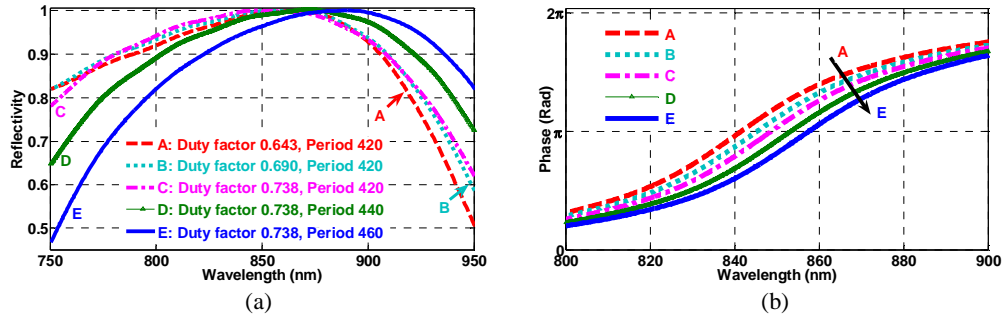 1
0.9
0.8
0.7
0.6
0.5
Reflectivity
C
D
E
A
B
A: Duty factor 0.643, Period 420
B: Duty factor 0.690, Period 420
C: Duty factor 0.738, Period 420
D: Duty factor 0.738, Period 440
E: Duty factor 0.738, Period 460
750 800 850 900 950
Wavelength (nm)
(a)
2π
π
0
Phase (Rad)
A
B
C
D
E
A
E
800 820 840 860 880 900
Wavelength (nm)
(b)